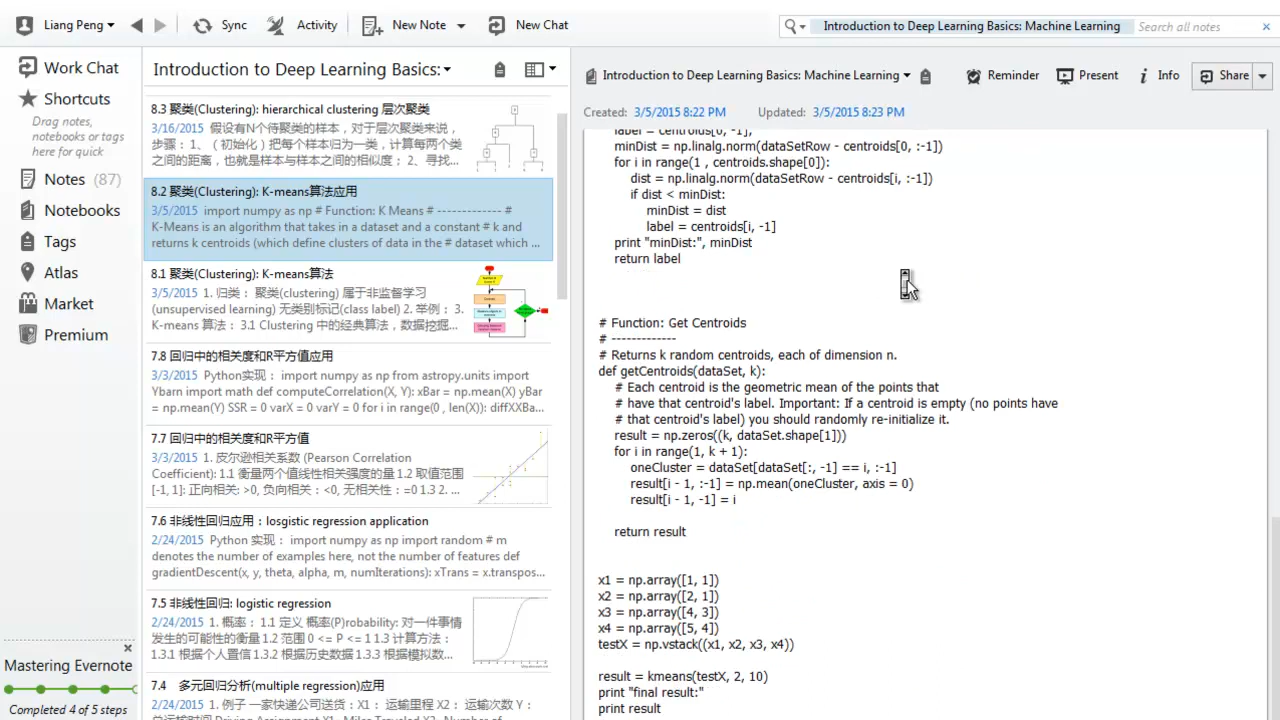 Liang Peng
Sync
Activity
New Note
New Chat
Introduction to Deep Learning Basics: Machine Learning
Search all notes
Work Chat
Shortcuts
Drag notes,
notebooks or tags
here for quick
Notes (87)
Notebooks
Tags
Atlas
Market
Premium
Mastering Evernote
Completed 4 of 5 steps
Introduction to Deep Learning Basics:
8.3 聚类(Clustering): hierarchical clustering 层次聚类
3/16/2015 假设有N个待聚类的样本，对于层次聚类来说，
步骤： 1、（初始化）把每个样本归为一类，计算每两个类
之间的距离，也就是样本与样本之间的相似度； 2、寻找...
8.2 聚类(Clustering): K-means算法应用
3/5/2015 import numpy as np # Function: K Means # ------------- #
K-Means is an algorithm that takes in a dataset and a constant # k and
returns k centroids (which define clusters of data in the # dataset which ...
8.1 聚类(Clustering): K-means算法
3/5/2015 1. 归类： 聚类(clustering) 属于非监督学习
(unsupervised learning) 无类别标记(class label) 2. 举例： 3.
K-means 算法： 3.1 Clustering 中的经典算法，数据挖掘...
7.8 回归中的相关度和R平方值应用
3/3/2015 Python实现： import numpy as np from astropy.units import
Ybarn import math def computeCorrelation(X, Y): xBar = np.mean(X) yBar
= np.mean(Y) SSR = 0 varX = 0 varY = 0 for i in range(0 , len(X)): diffXXBa...
7.7 回归中的相关度和R平方值
3/3/2015 1. 皮尔逊相关系数 (Pearson Correlation
Coefficient): 1.1 衡量两个值线性相关强度的量 1.2 取值范围
[-1, 1]: 正向相关: >0, 负向相关：<0, 无相关性：=0 1.3 2. ...
7.6 非线性回归应用：losgistic regression application
2/24/2015 Python 实现： import numpy as np import random # m
denotes the number of examples here, not the number of features def
gradientDescent(x, y, theta, alpha, m, numIterations): xTrans = x.transpos...
7.5 非线性回归: logistic regression
2/24/2015 1. 概率： 1.1 定义 概率(P)robability: 对一件事情
发生的可能性的衡量 1.2 范围 0 <= P <= 1 1.3 计算方法：
1.3.1 根据个人置信 1.3.2 根据历史数据 1.3.3 根据模拟数...
7.4 多元回归分析(multiple regression)应用
2/24/2015 1. 例子 一家快递公司送货：X1： 运输里程 X2： 运输次数 Y：
Introduction to Deep Learning Basics: Machine Learning
Reminder
Present
Info
Share
Created: 3/5/2015 8:22 PM Updated: 3/5/2015 8:23 PM
label = centroids[0, -1],
minDist = np.linalg.norm(dataSetRow - centroids[0, :-1])
for i in range(1 , centroids.shape[0]):
dist = np.linalg.norm(dataSetRow - centroids[i, :-1])
if dist < minDist:
minDist = dist
label = centroids[i, -1]
print "minDist:", minDist
return label
# Function: Get Centroids
# -------------
# Returns k random centroids, each of dimension n.
def getCentroids(dataSet, k):
# Each centroid is the geometric mean of the points that
# have that centroid's label. Important: If a centroid is empty (no points have
# that centroid's label) you should randomly re-initialize it.
result = np.zeros((k, dataSet.shape[1]))
for i in range(1, k + 1):
oneCluster = dataSet[dataSet[:, -1] == i, :-1]
result[i - 1, :-1] = np.mean(oneCluster, axis = 0)
result[i - 1, -1] = i
return result
x1 = np.array([1, 1])
x2 = np.array([2, 1])
x3 = np.array([4, 3])
x4 = np.array([5, 4])
testX = np.vstack((x1, x2, x3, x4))
result = kmeans(testX, 2, 10)
print "final result:"
print result